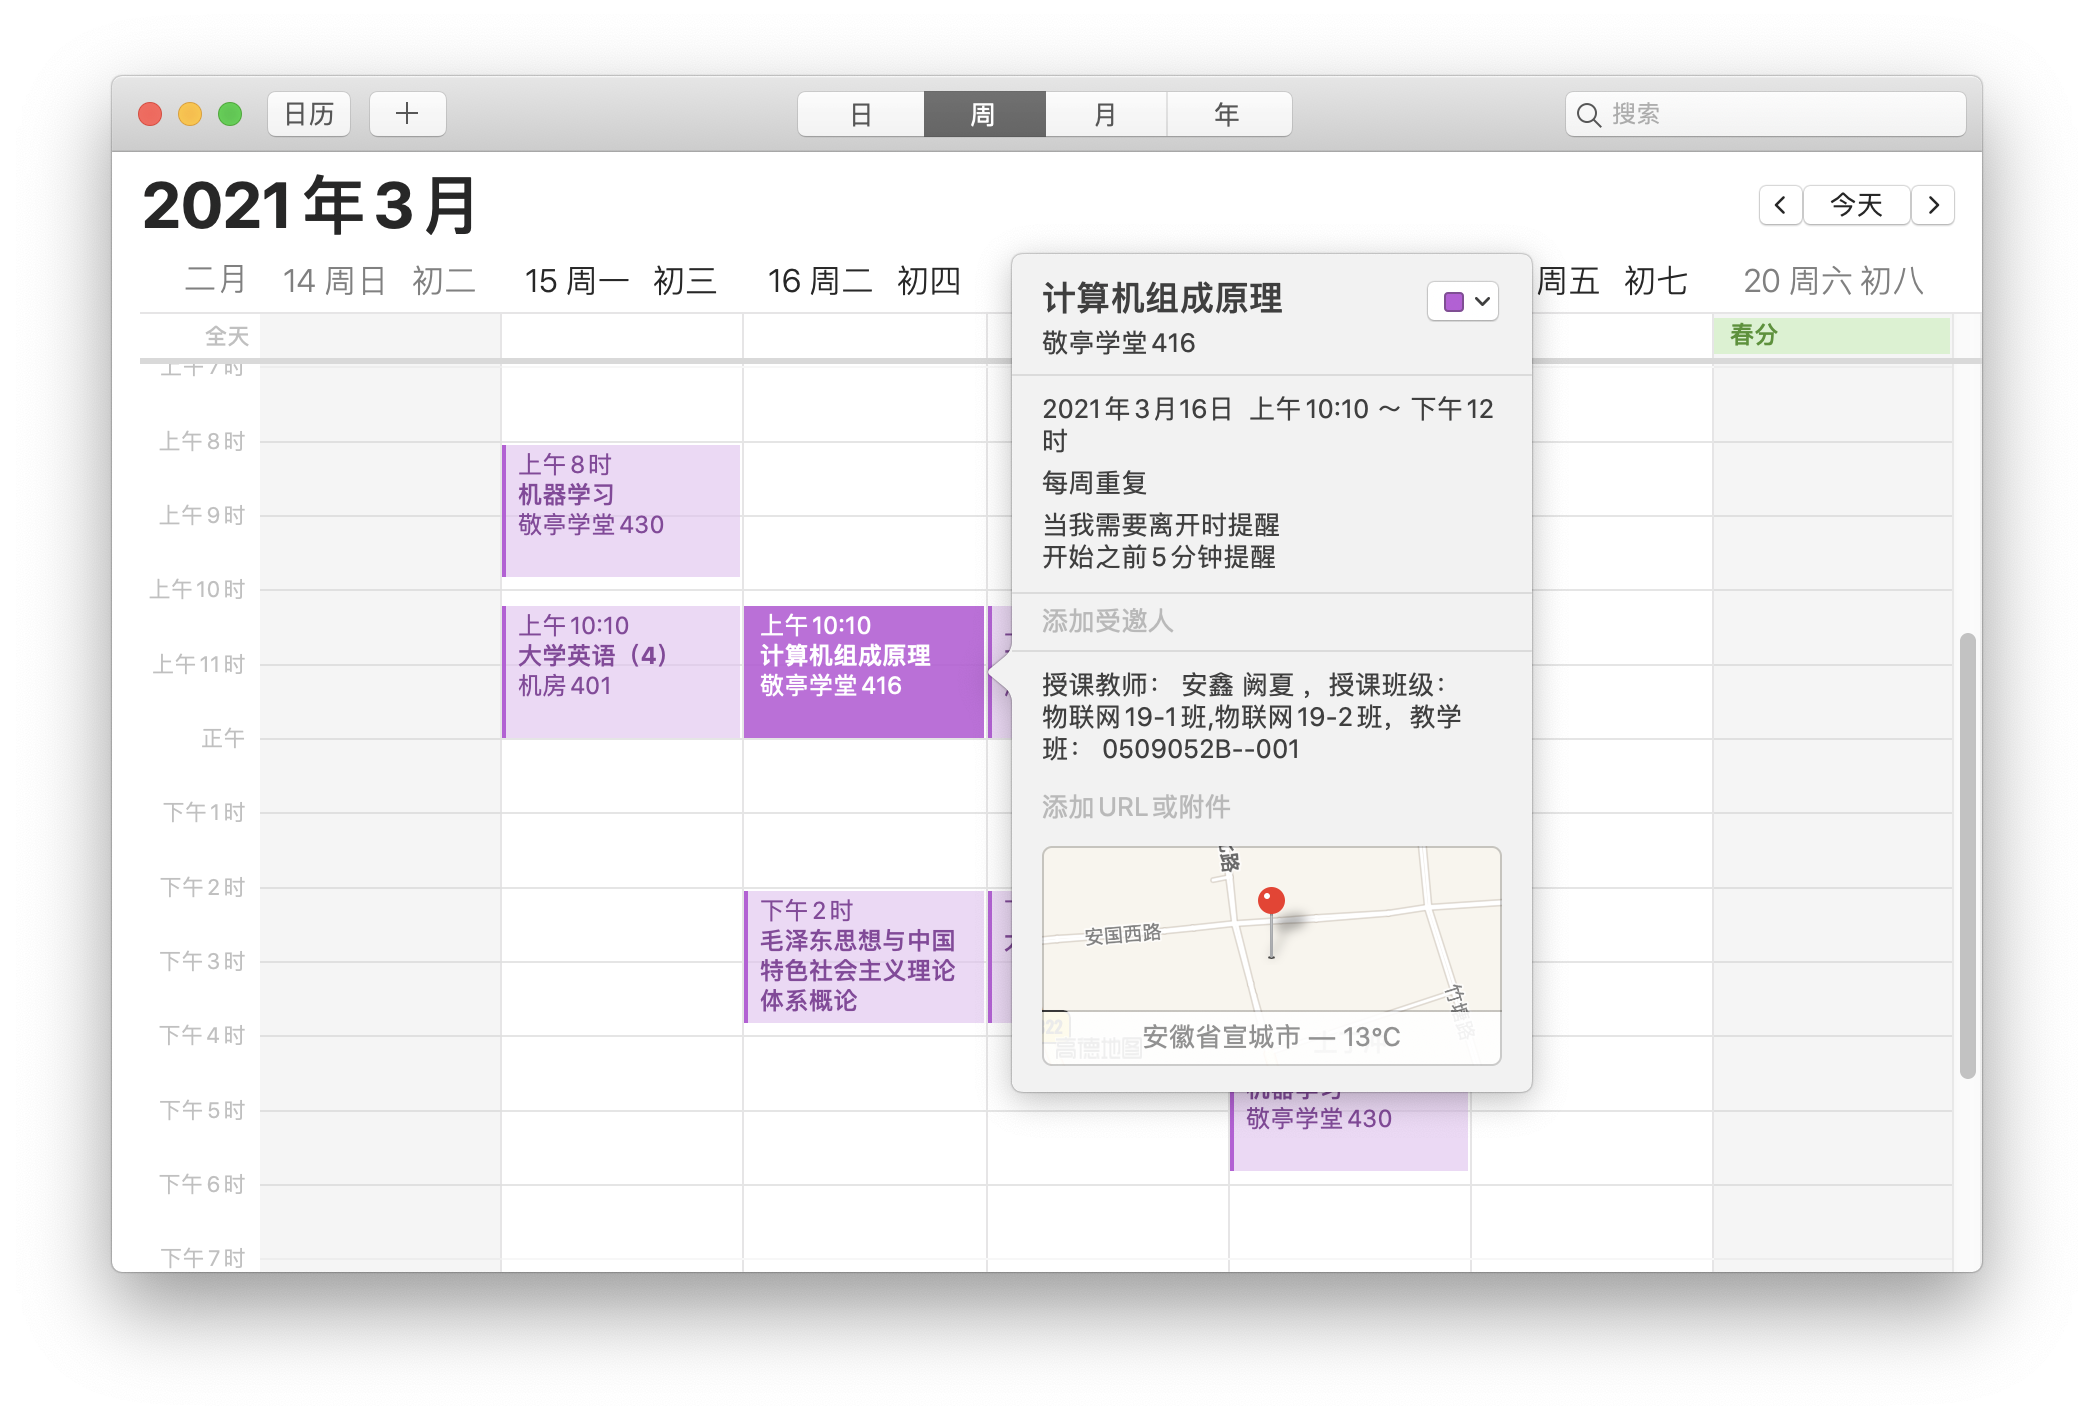 日历
日 周 月 年
搜索
2021年3月
今天
二月 14 周日 初二 15 周一 初三 16 周二 初四 周五 初七 20 周六 初八
全天
春分
上午7时
上午8时
上午9时
上午10时
上午11时
正午
下午1时
下午2时
下午3时
下午4时
下午5时
下午6时
下午7时
上午8时
机器学习
敬亭学堂430
上午10:10
大学英语（4）
机房401
上午10:10
计算机组成原理
敬亭学堂416
下午2时
毛泽东思想与中国
特色社会主义理论
体系概论
机器学习
敬亭学堂430
计算机组成原理
敬亭学堂416
2021年3月16日 上午10:10 ～ 下午12
时
每周重复
当我需要离开时提醒
开始之前5分钟提醒
添加受邀人
授课教师： 安鑫 阙夏 ，授课班级：
物联网19-1班,物联网19-2班，教学
班： 0509052B--001
添加URL或附件
安国西路
高德地图
安徽省宣城市 — 13°C